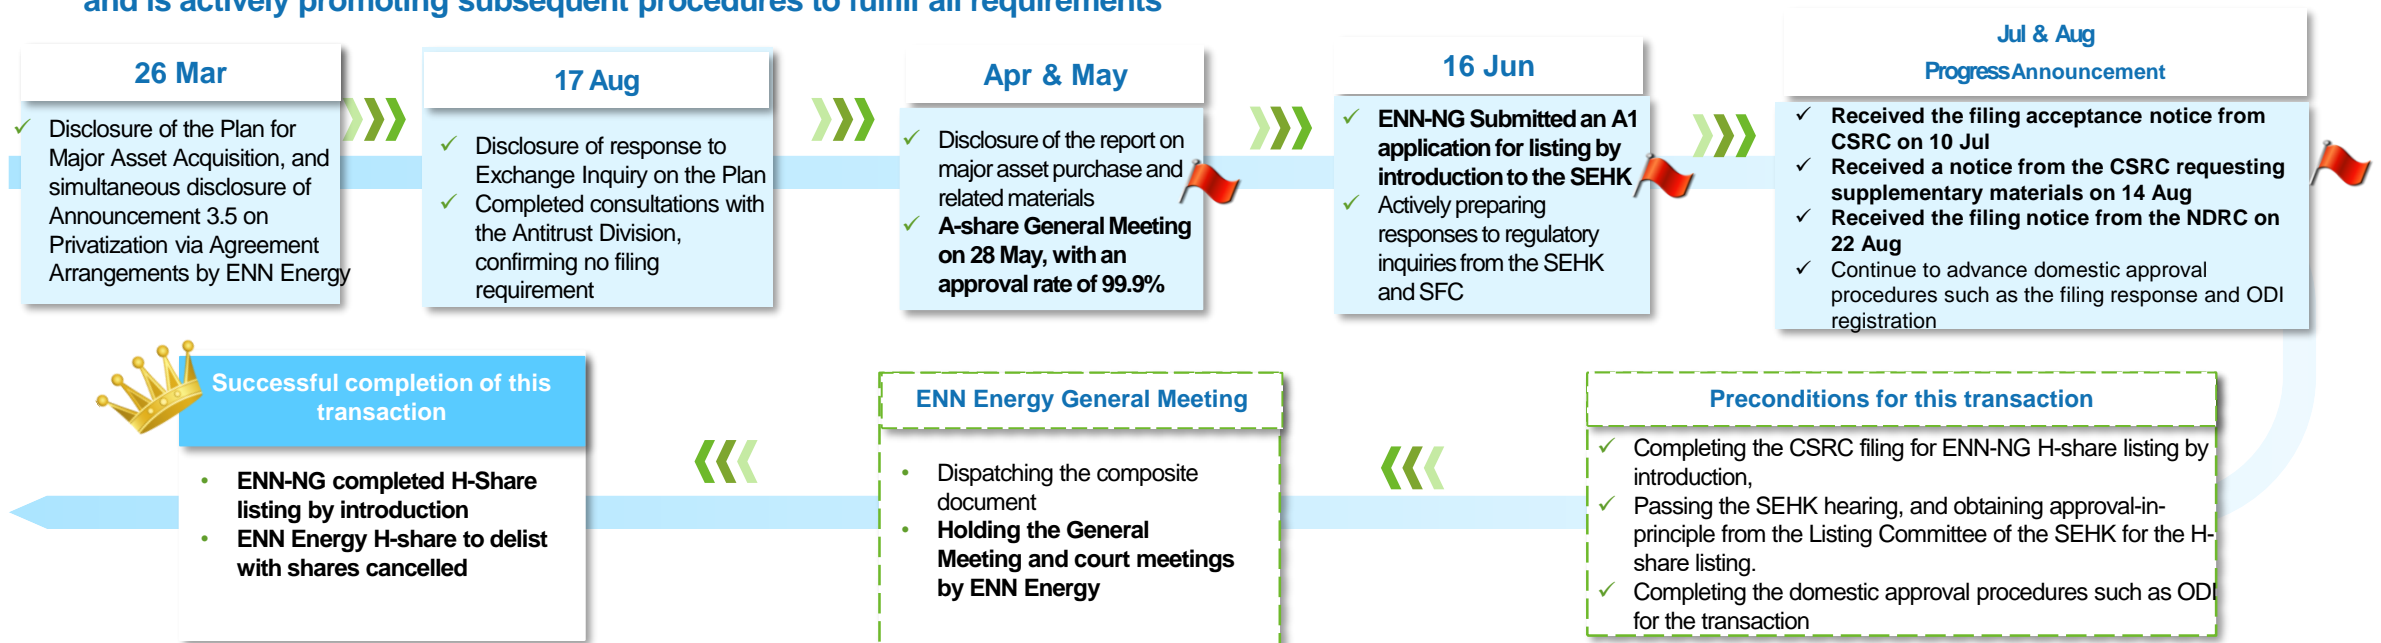 and is actively promoting subsequent procedures to fulfill all requirements
26 Mar
Disclosure of the Plan for
Major Asset Acquisition, and
simultaneous disclosure of
Announcement 3.5 on
Privatization via Agreement
Arrangements by ENN Energy
17 Aug
Disclosure of response to
Exchange Inquiry on the Plan
Completed consultations with
the Antitrust Division,
confirming no filing
requirement
Apr & May
Disclosure of the report on
major asset purchase and
related materials
A-share General Meeting
on 28 May, with an
approval rate of 99.9%
16 Jun
ENN-NG Submitted an A1
application for listing by
introduction to the SEHK
Actively preparing
responses to regulatory
inquiries from the SEHK
and SFC
Jul & Aug
Progress Announcement
Received the filing acceptance notice from
CSRC on 10 Jul
Received a notice from the CSRC requesting
supplementary materials on 14 Aug
Received the filing notice from the NDRC on
22 Aug
Continue to advance domestic approval
procedures such as the filing response and ODI
registration
Preconditions for this transaction
Completing the CSRC filing for ENN-NG H-share listing by
introduction,
Passing the SEHK hearing, and obtaining approval-in-
principle from the Listing Committee of the SEHK for the H-
share listing.
Completing the domestic approval procedures such as ODI
for the transaction
ENN Energy General Meeting
• Dispatching the composite
document
• Holding the General
Meeting and court meetings
by ENN Energy
Successful completion of this
transaction
• ENN-NG completed H-Share
listing by introduction
• ENN Energy H-share to delist
with shares cancelled